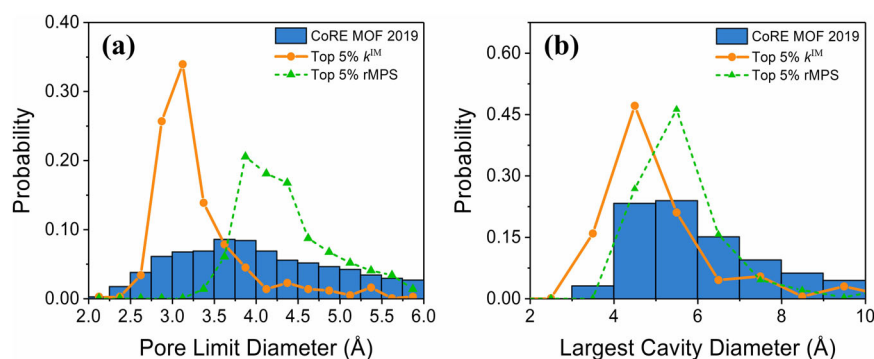 (a)
CoRE MOF 2019
Top 5% k^IM
Top 5% rMPS
Probability
0.40
0.30
0.20
0.10
0.00
2.0 2.5 3.0 3.5 4.0 4.5 5.0 5.5 6.0
Pore Limit Diameter (Å)
(b)
CoRE MOF 2019
Top 5% k^IM
Top 5% rMPS
Probability
0.60
0.45
0.30
0.15
0.00
2 4 6 8 10
Largest Cavity Diameter (Å)